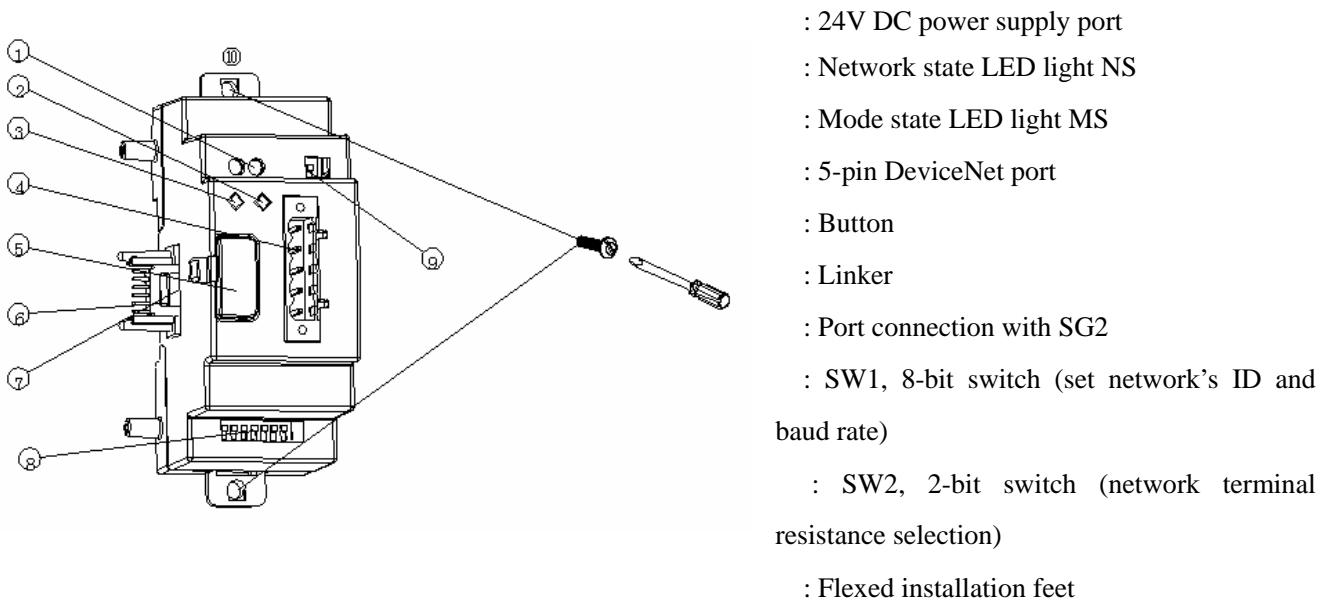 ①
②
③
④
⑤
⑥
⑦
⑧
⑨
⑩
: 24V DC power supply port
: Network state LED light NS
: Mode state LED light MS
: 5-pin DeviceNet port
: Button
: Linker
: Port connection with SG2
: SW1, 8-bit switch (set network's ID and
baud rate)
: SW2, 2-bit switch (network terminal
resistance selection)
: Flexed installation feet